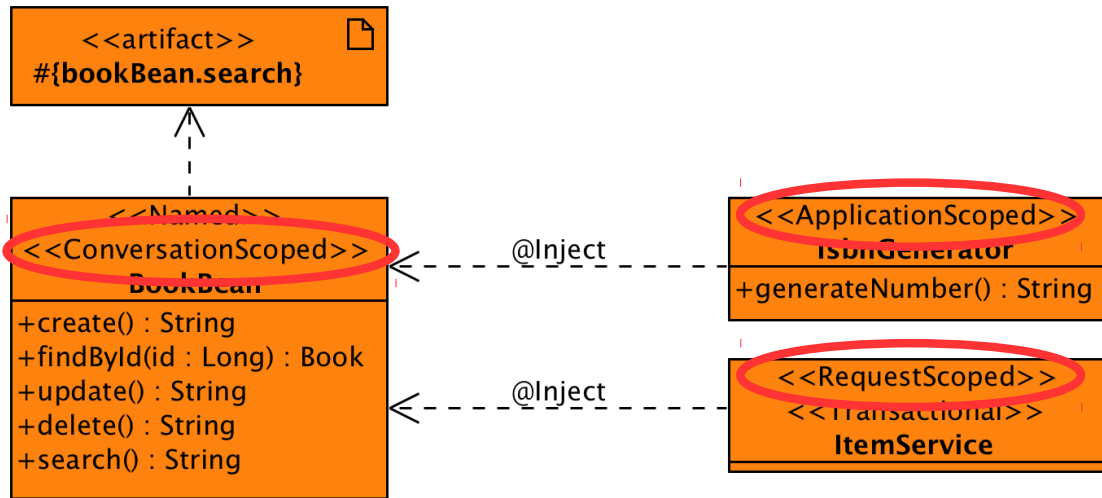 <<artifact>>
#{bookBean.search}
<<Named>>
<<ConversationScoped>>
BookBean
+create() : String
+findById(id : Long) : Book
+update() : String
+delete() : String
+search() : String
@Inject
@Inject
<<ApplicationScoped>>
IsbnGenerator
+generateNumber() : String
<<RequestScoped>>
<<Transactional>>
ItemService